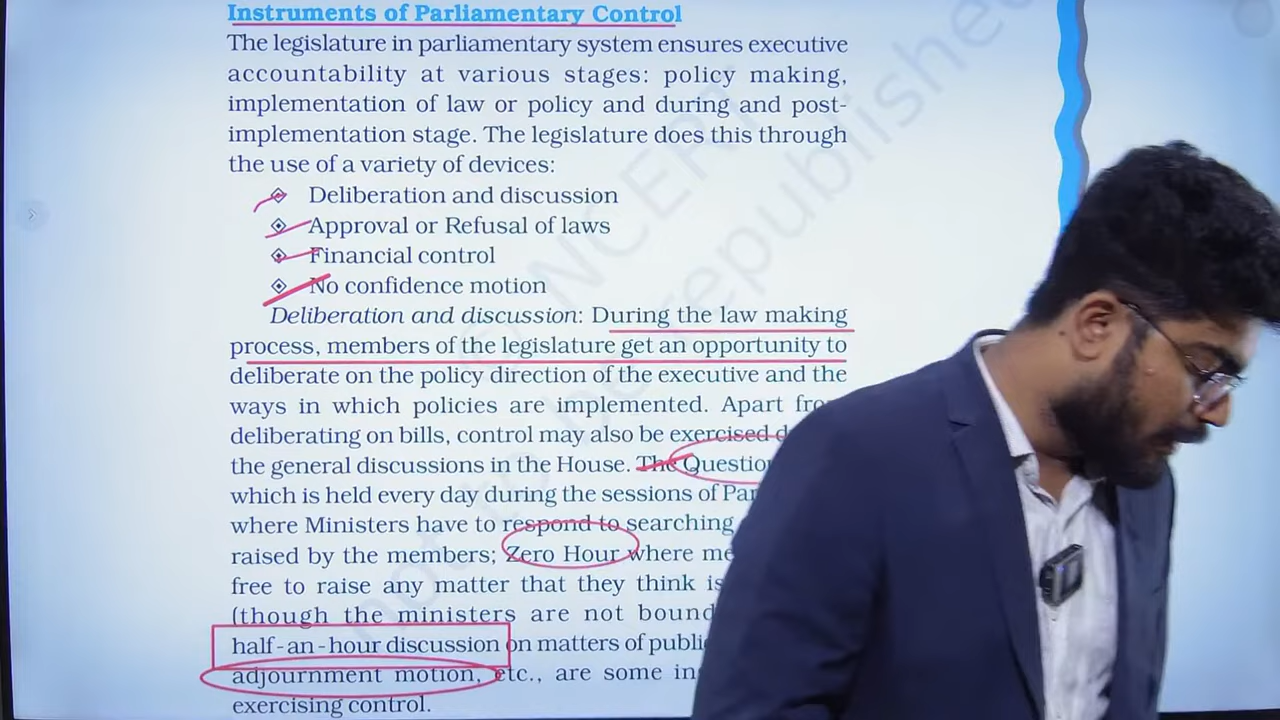 Instruments of Parliamentary Control
The legislature in parliamentary system ensures executive
accountability at various stages: policy making,
implementation of law or policy and during and post-
implementation stage. The legislature does this through
the use of a variety of devices:
Deliberation and discussion
Approval or Refusal of laws
Financial control
No confidence motion
Deliberation and discussion: During the law making
process, members of the legislature get an opportunity to
deliberate on the policy direction of the executive and the
ways in which policies are implemented. Apart
deliberating on bills, control may also be exercised
the general discussions in the House. The
which is held every day during the sessions of
where Ministers have to respond to searching
raised by the members; Zero Hour where
free to raise any matter that they think
(though the ministers are not bound
half-an-hour discussion on matters of
adjournment motion, etc., are some
exercising control.
© NCERT
not to be republished